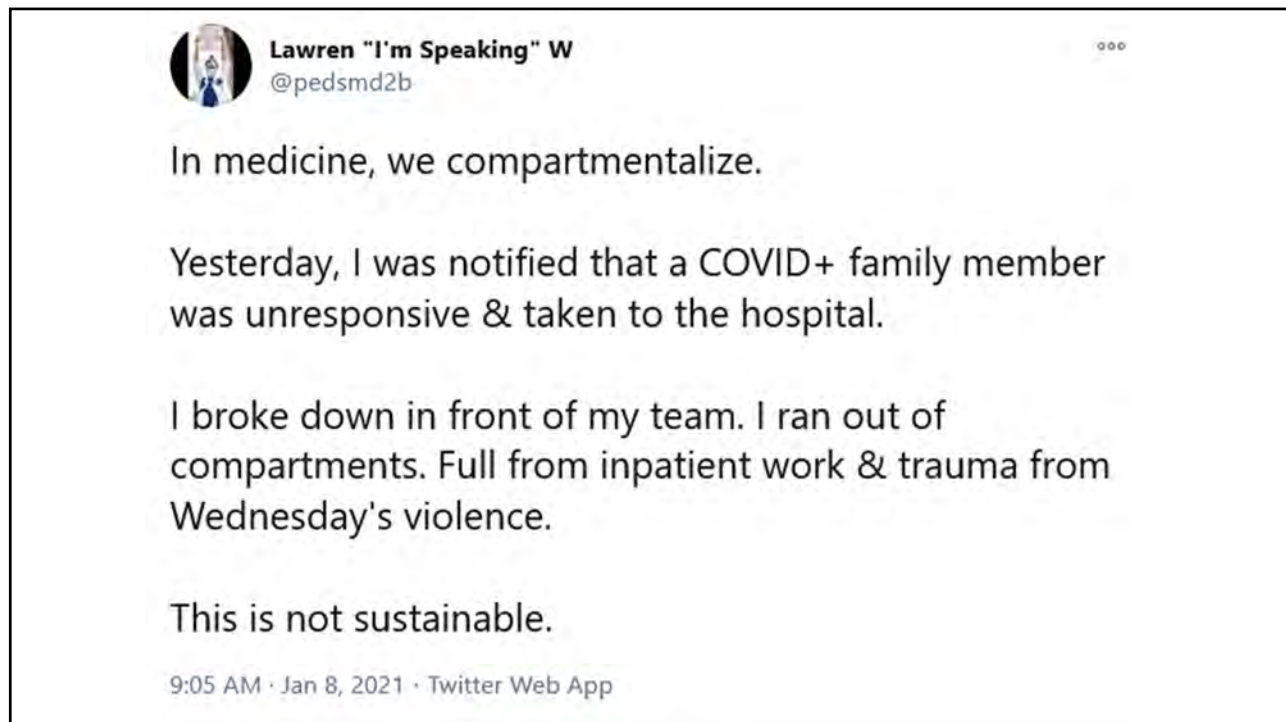 Lawren "I'm Speaking" W
@pedsmd2b
In medicine, we compartmentalize.
Yesterday, I was notified that a COVID+ family member
was unresponsive & taken to the hospital.
I broke down in front of my team. I ran out of
compartments. Full from inpatient work & trauma from
Wednesday's violence.
This is not sustainable.
9:05 AM · Jan 8, 2021 · Twitter Web App